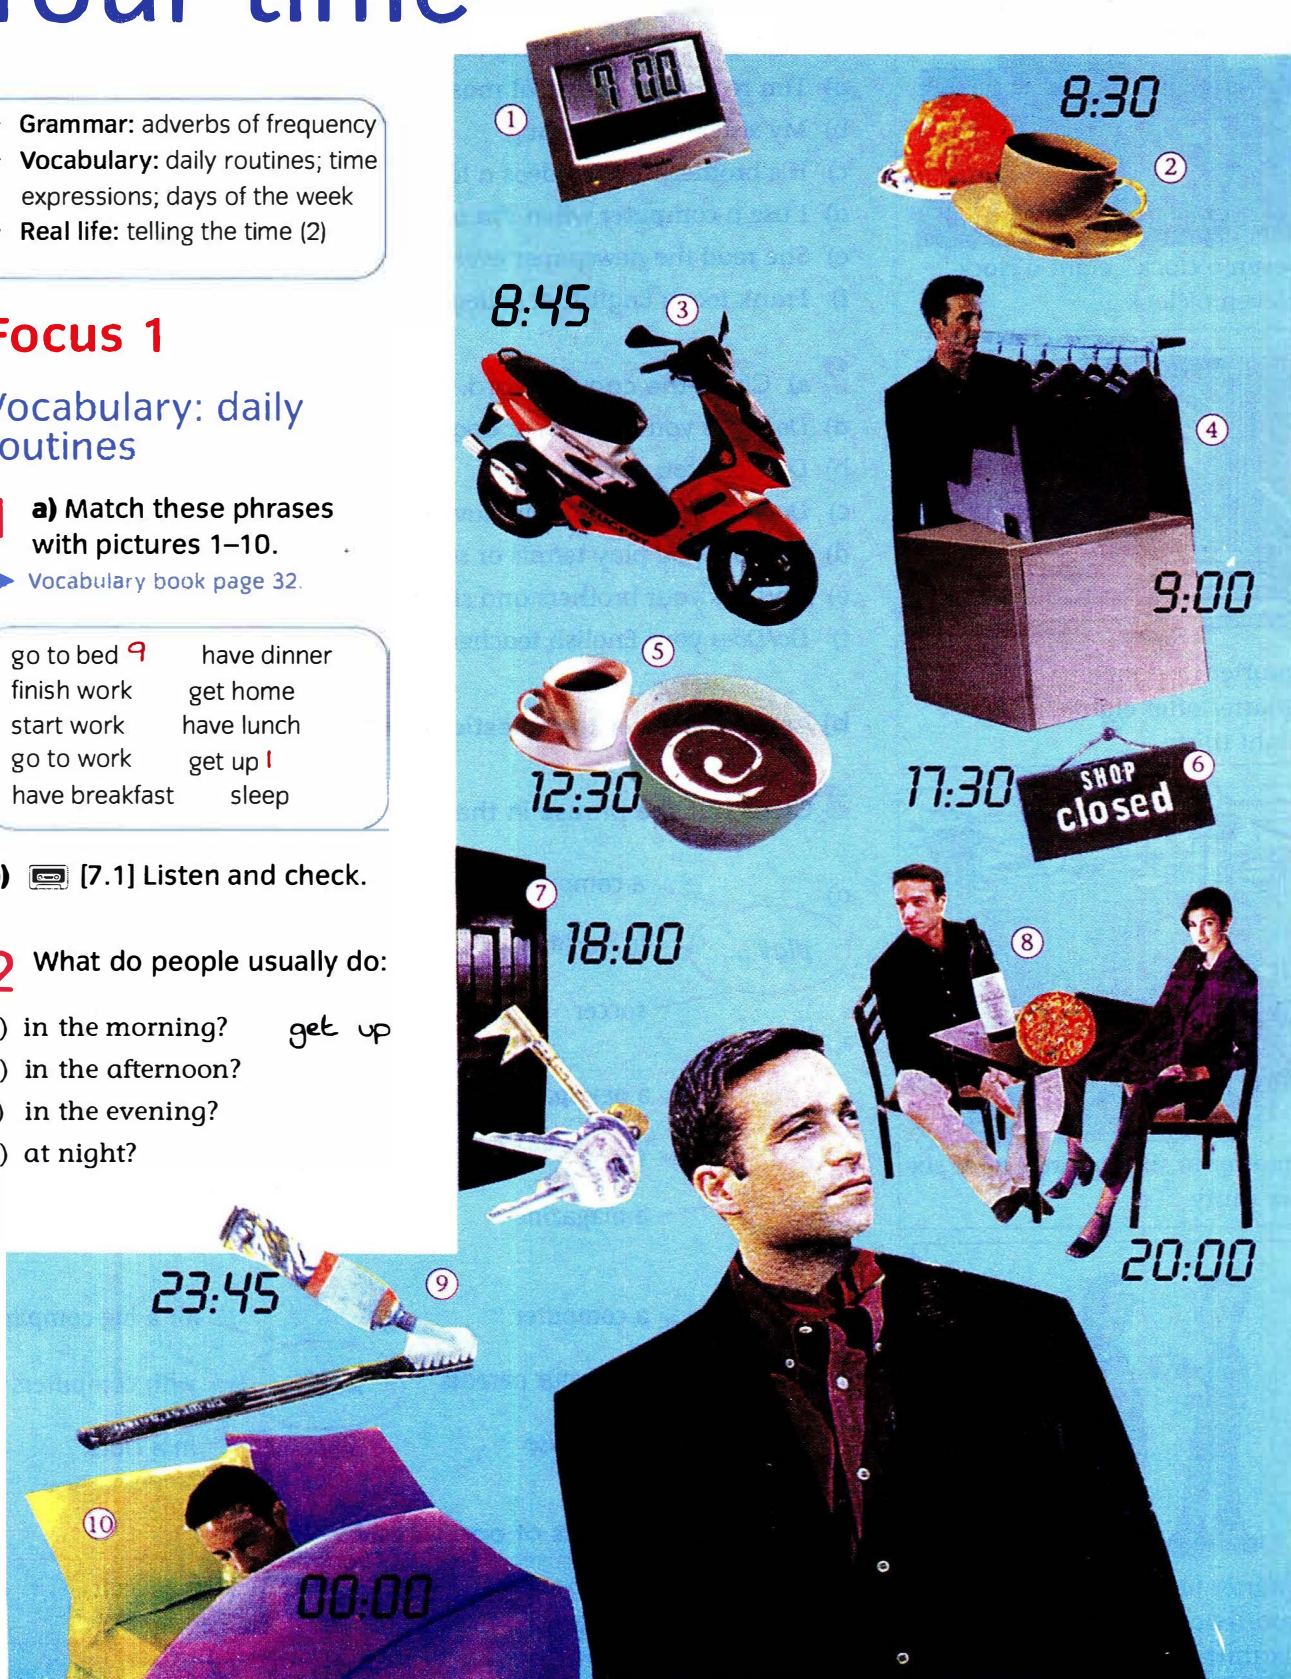 our time
Grammar: adverbs of frequency
Vocabulary: daily routines; time
expressions; days of the week
Real life: telling the time (2)
Focus 1
Vocabulary: daily
routines
1 a) Match these phrases
with pictures 1–10.
Vocabulary book page 32.
go to bed 9 have dinner
finish work get home
start work have lunch
go to work get up 1
have breakfast sleep
) [7.1] Listen and check.
2 What do people usually do:
) in the morning? get up
) in the afternoon?
) in the evening?
) at night?
1
7 00
8:30
2
8:45
3
PEUGEOT
4
9:00
5
12:30
17:30
6
SHOP
closed
7
18:00
8
20:00
23:45
9
10
00:00